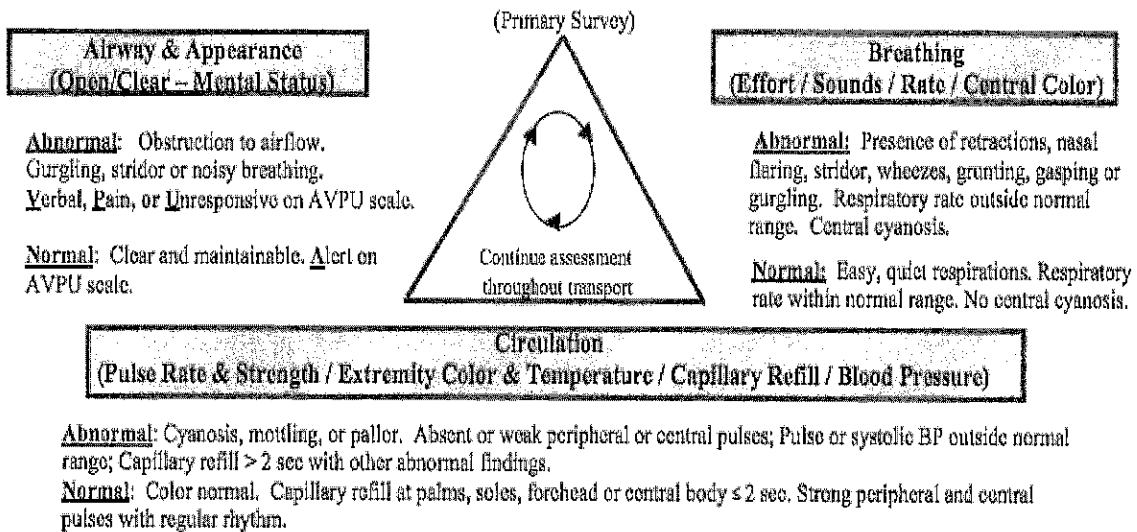 (Primary Survey)
Airway & Appearance
(Open/Clear – Mental Status)
Abnormal: Obstruction to airflow.
Gurgling, stridor or noisy breathing.
Verbal, Pain, or Unresponsive on AVPU scale.
Normal: Clear and maintainable. Alert on
AVPU scale.
Continue assessment
throughout transport
Breathing
(Effort / Sounds / Rate / Central Color)
Abnormal: Presence of retractions, nasal
flaring, stridor, wheezes, grunting, gasping or
gurgling. Respiratory rate outside normal
range. Central cyanosis.
Normal: Easy, quiet respirations. Respiratory
rate within normal range. No central cyanosis.
Circulation
(Pulse Rate & Strength / Extremity Color & Temperature / Capillary Refill / Blood Pressure)
Abnormal: Cyanosis, mottling, or pallor. Absent or weak peripheral or central pulses; Pulse or systolic BP outside normal
range; Capillary refill > 2 sec with other abnormal findings.
Normal: Color normal. Capillary refill at palms, soles, forehead or central body ≤ 2 sec. Strong peripheral and central
pulses with regular rhythm.